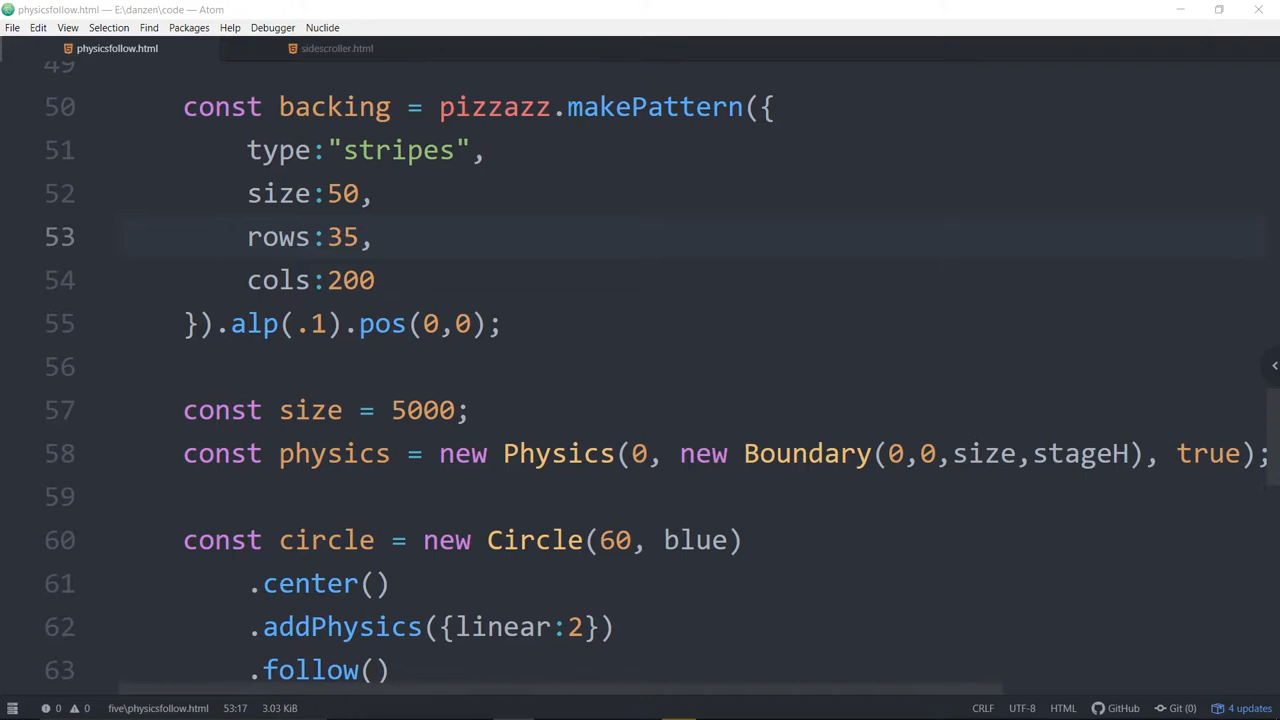 physicsfollow.html — E:\danzen\code — Atom
File Edit View Selection Find Packages Help Debugger Nuclide
physicsfollow.html sidescroller.html
49
50 const backing = pizzazz.makePattern({
51 type:"stripes",
52 size:50,
53 rows:35,
54 cols:200
55 }).alp(.1).pos(0,0);
56
57 const size = 5000;
58 const physics = new Physics(0, new Boundary(0,0,size,stageH), true);
59
60 const circle = new Circle(60, blue)
61 .center()
62 .addPhysics({linear:2})
63 .follow()
0 0 five\physicsfollow.html 53:17 3.03 KiB CRLF UTF-8 HTML GitHub Git (0) 4 updates